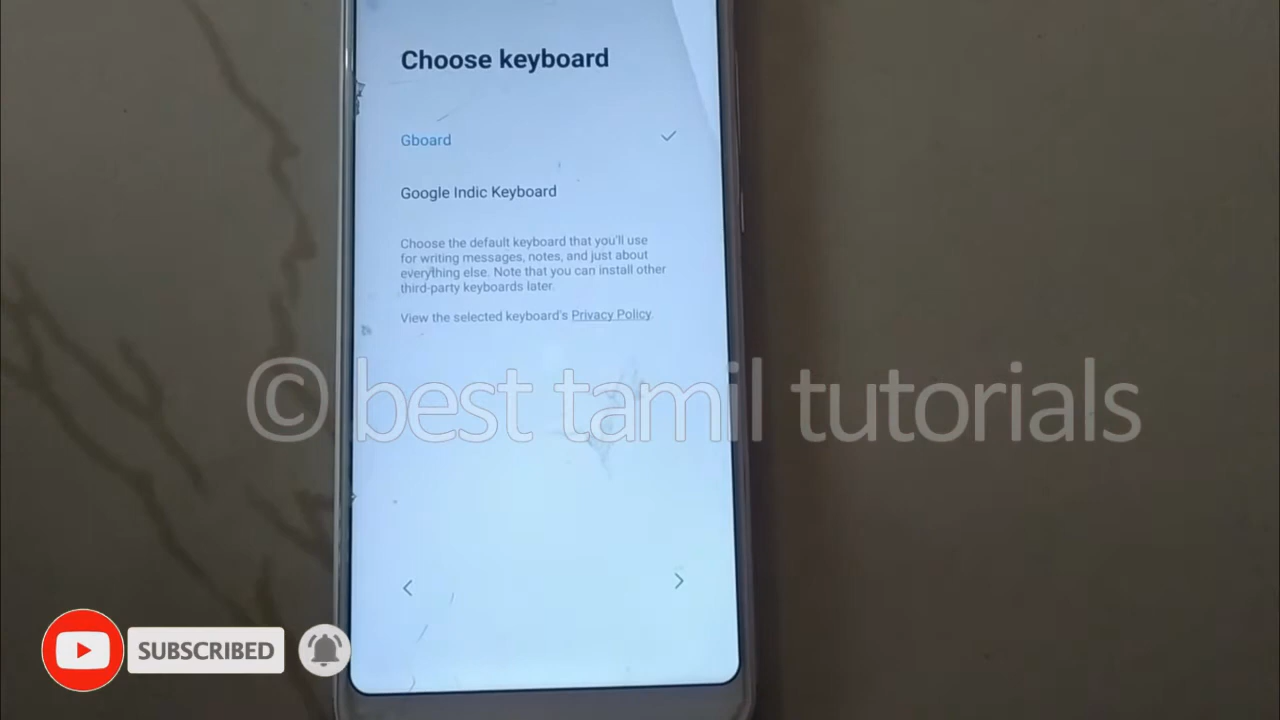 Choose keyboard
Gboard
Google Indic Keyboard
Choose the default keyboard that you'll use
for writing messages, notes, and just about
everything else. Note that you can install other
third-party keyboards later.
View the selected keyboard's Privacy Policy.
© best tamil tutorials
SUBSCRIBED